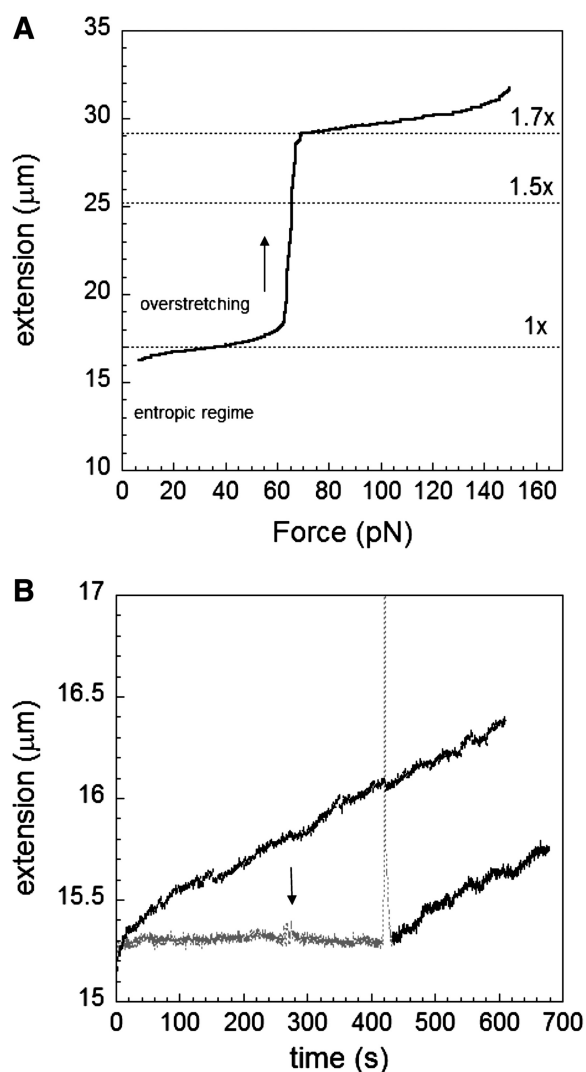 A
35
30
25
20
15
10
extension (μm)
1.7x
1.5x
1x
overstretching
entropic regime
0 20 40 60 80 100 120 140 160
Force (pN)
B
17
16.5
16
15.5
15
extension (μm)
0 100 200 300 400 500 600 700
time (s)